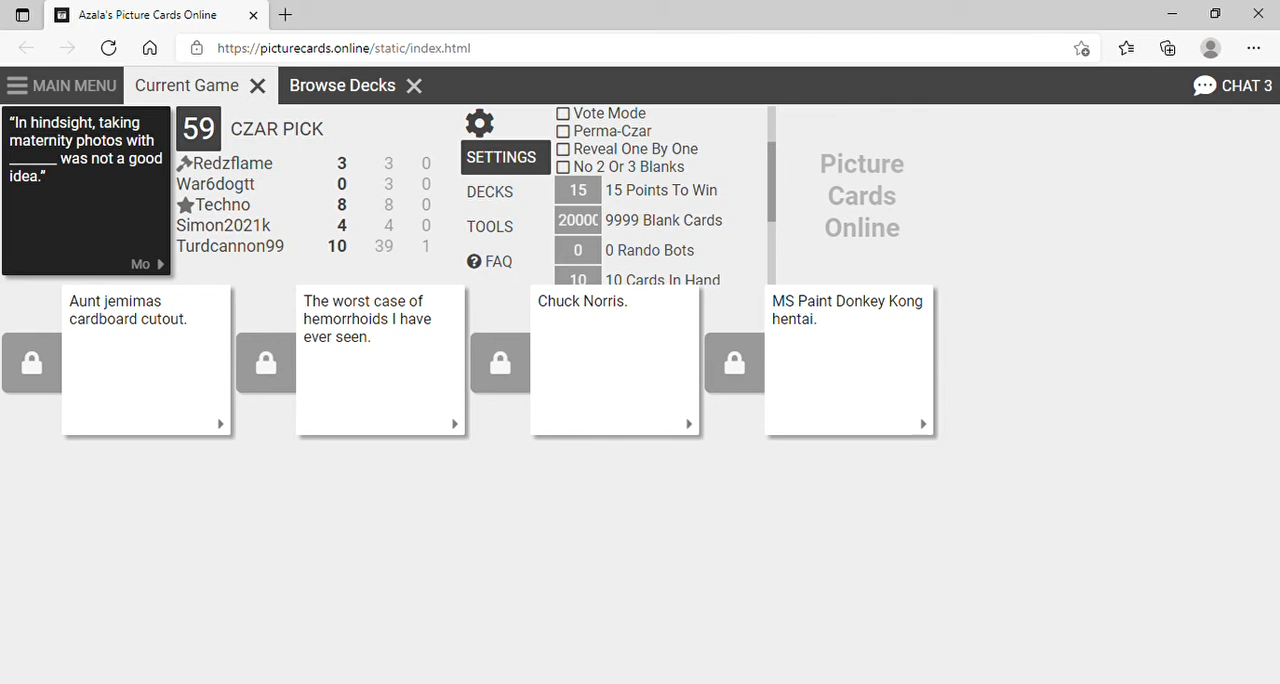 Azala's Picture Cards Online
https://picturecards.online/static/index.html
MAIN MENU
Current Game
Browse Decks
CHAT 3
“In hindsight, taking
maternity photos with
______ was not a good
idea.”
Mo
59
CZAR PICK
Redzflame 3 3 0
War6dogtt 0 3 0
Techno 8 8 0
Simon2021k 4 4 0
Turdcannon99 10 39 1
SETTINGS
DECKS
TOOLS
FAQ
Vote Mode
Perma-Czar
Reveal One By One
No 2 Or 3 Blanks
15 15 Points To Win
20000 9999 Blank Cards
0 0 Rando Bots
10 10 Cards In Hand
Picture
Cards
Online
Aunt jemimas
cardboard cutout.
The worst case of
hemorrhoids I have
ever seen.
Chuck Norris.
MS Paint Donkey Kong
hentai.